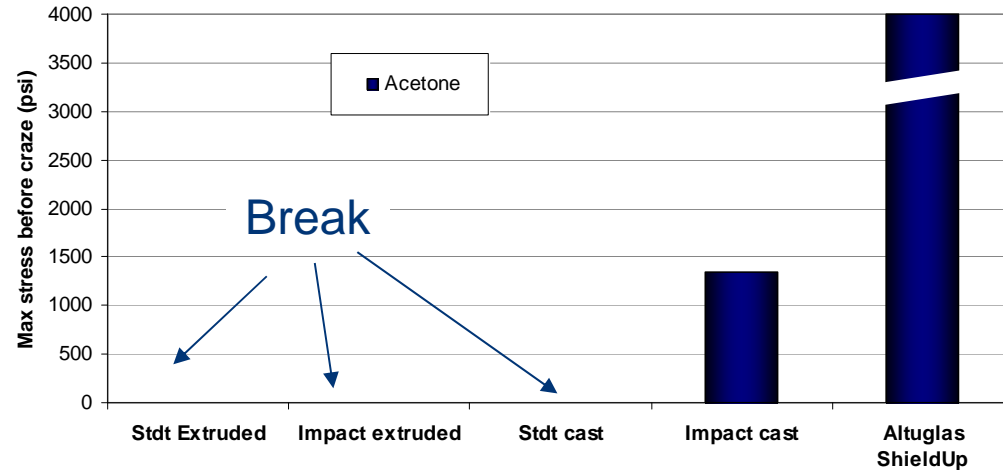 Max stress before craze (psi)
4000
3500
3000
2500
2000
1500
1000
500
0
Acetone
Break
Stdt Extruded
Impact extruded
Stdt cast
Impact cast
Altuglas
ShieldUp